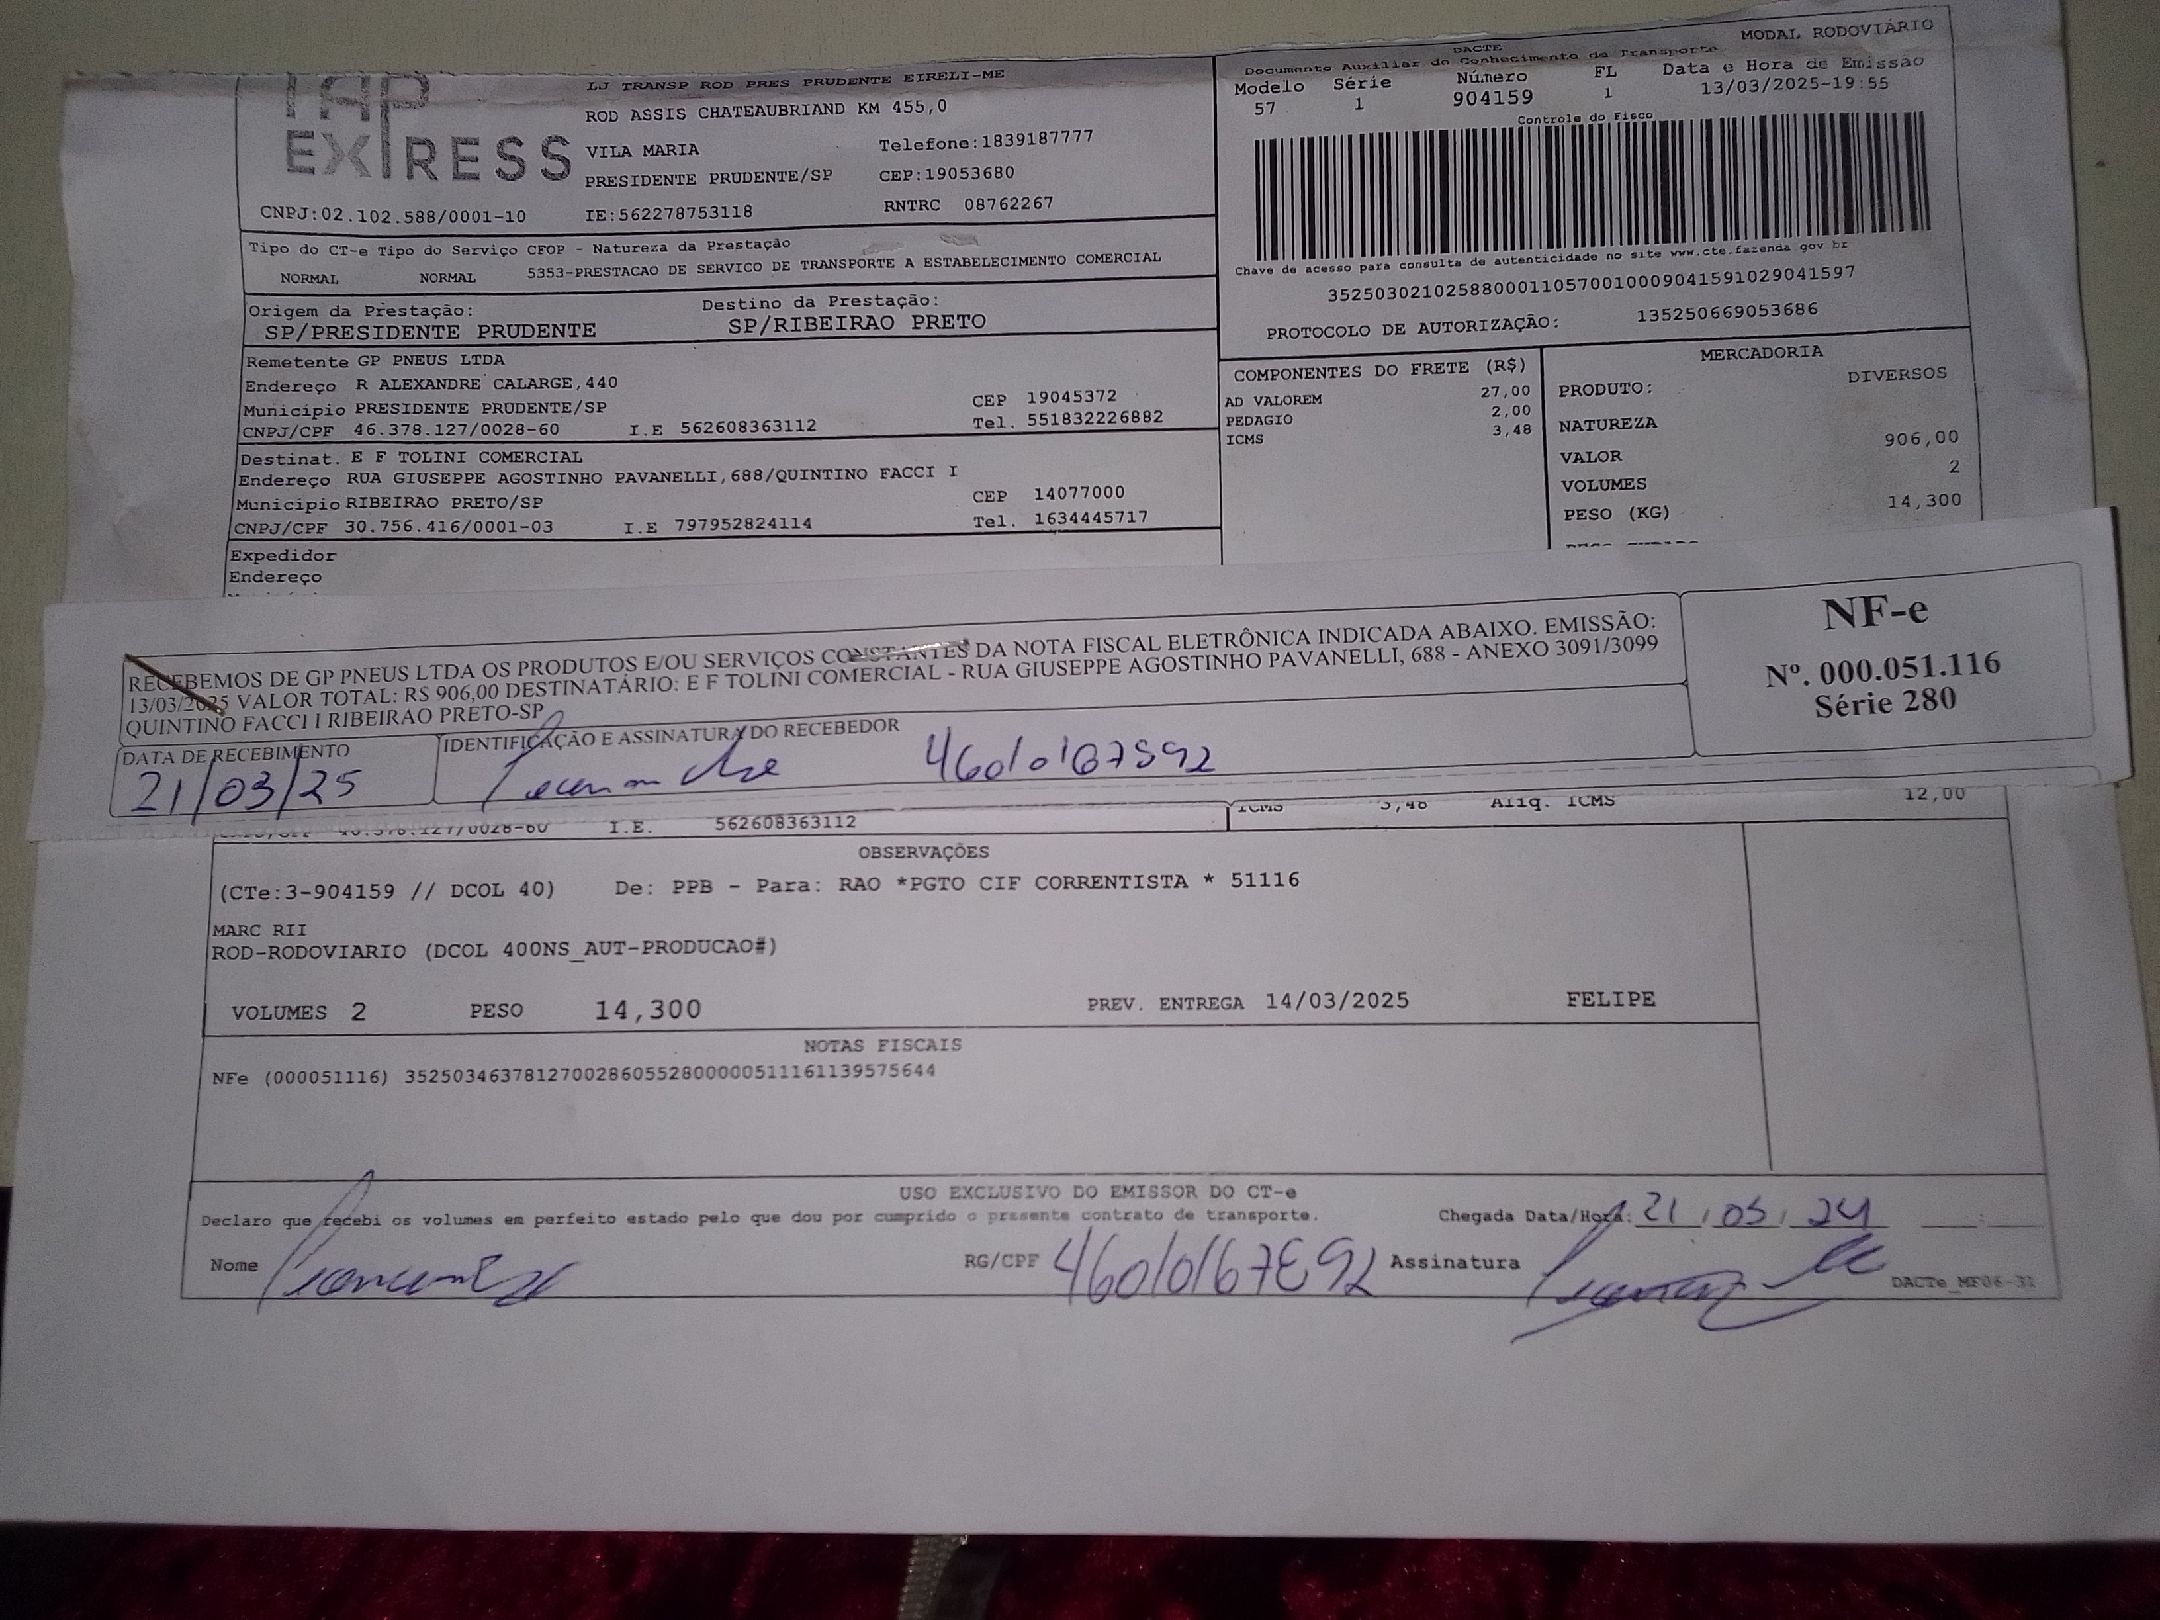 TAP
EXPRESS
LJ TRANSP ROD PRES PRUDENTE EIRELI-ME
ROD ASSIS CHATEAUBRIAND KM 455,0
VILA MARIA Telefone:1839187777
PRESIDENTE PRUDENTE/SP CEP:19053680
CNPJ:02.102.588/0001-10 IE:562278753118 RNTRC 08762267
DACTE MODAL RODOVIÁRIO
Documento Auxiliar do Conhecimento de Transporte
Modelo Série Número FL Data e Hora de Emissão
57 1 904159 1 13/03/2025-19:55
Controle do Fisco
Chave de acesso para consulta de autenticidade no site www.cte.fazenda gov br
35250302102588000110570010009041591029041597
PROTOCOLO DE AUTORIZAÇÃO: 135250669053686
Tipo do CT-e Tipo do Serviço CFOP - Natureza da Prestação
NORMAL NORMAL 5353-PRESTACAO DE SERVICO DE TRANSPORTE A ESTABELECIMENTO COMERCIAL
Origem da Prestação: Destino da Prestação:
SP/PRESIDENTE PRUDENTE SP/RIBEIRAO PRETO
Remetente GP PNEUS LTDA
Endereço R ALEXANDRE CALARGE,440
Município PRESIDENTE PRUDENTE/SP CEP 19045372
CNPJ/CPF 46.378.127/0028-60 I.E 562608363112 Tel. 551832226882
Destinat. E F TOLINI COMERCIAL
Endereço RUA GIUSEPPE AGOSTINHO PAVANELLI,688/QUINTINO FACCI I
Município RIBEIRAO PRETO/SP CEP 14077000
CNPJ/CPF 30.756.416/0001-03 I.E 797952824114 Tel. 1634445717
Expedidor
Endereço
COMPONENTES DO FRETE (R$)
AD VALOREM 27,00
PEDAGIO 2,00
ICMS 3,48
MERCADORIA
PRODUTO: DIVERSOS
NATUREZA
VALOR 906,00
VOLUMES 2
PESO (KG) 14,300
RECEBEMOS DE GP PNEUS LTDA OS PRODUTOS E/OU SERVIÇOS CONSTANTES DA NOTA FISCAL ELETRÔNICA INDICADA ABAIXO. EMISSÃO:
13/03/2025 VALOR TOTAL: R$ 906,00 DESTINATÁRIO: E F TOLINI COMERCIAL - RUA GIUSEPPE AGOSTINHO PAVANELLI, 688 - ANEXO 3091/3099
QUINTINO FACCI I RIBEIRAO PRETO-SP
NF-e
Nº. 000.051.116
Série 280
DATA DE RECEBIMENTO IDENTIFICAÇÃO E ASSINATURA DO RECEBEDOR
21/03/25
46.378.127/0028-60 I.E. 562608363112 ICMS 3,48 Aliq. ICMS 12,00
OBSERVAÇÕES
(CTe:3-904159 // DCOL 40) De: PPB - Para: RAO *PGTO CIF CORRENTISTA * 51116
MARC RII
ROD-RODOVIARIO (DCOL 400NS_AUT-PRODUCAO#)
VOLUMES 2 PESO 14,300 PREV. ENTREGA 14/03/2025 FELIPE
NOTAS FISCAIS
NFe (000051116) 35250346378127002860552800000511161139575644
USO EXCLUSIVO DO EMISSOR DO CT-e
Declaro que recebi os volumes em perfeito estado pelo que dou por cumprido o presente contrato de transporte. Chegada Data/Hora: 21/03/24
Nome RG/CPF Assinatura
DACTe_MF06-31